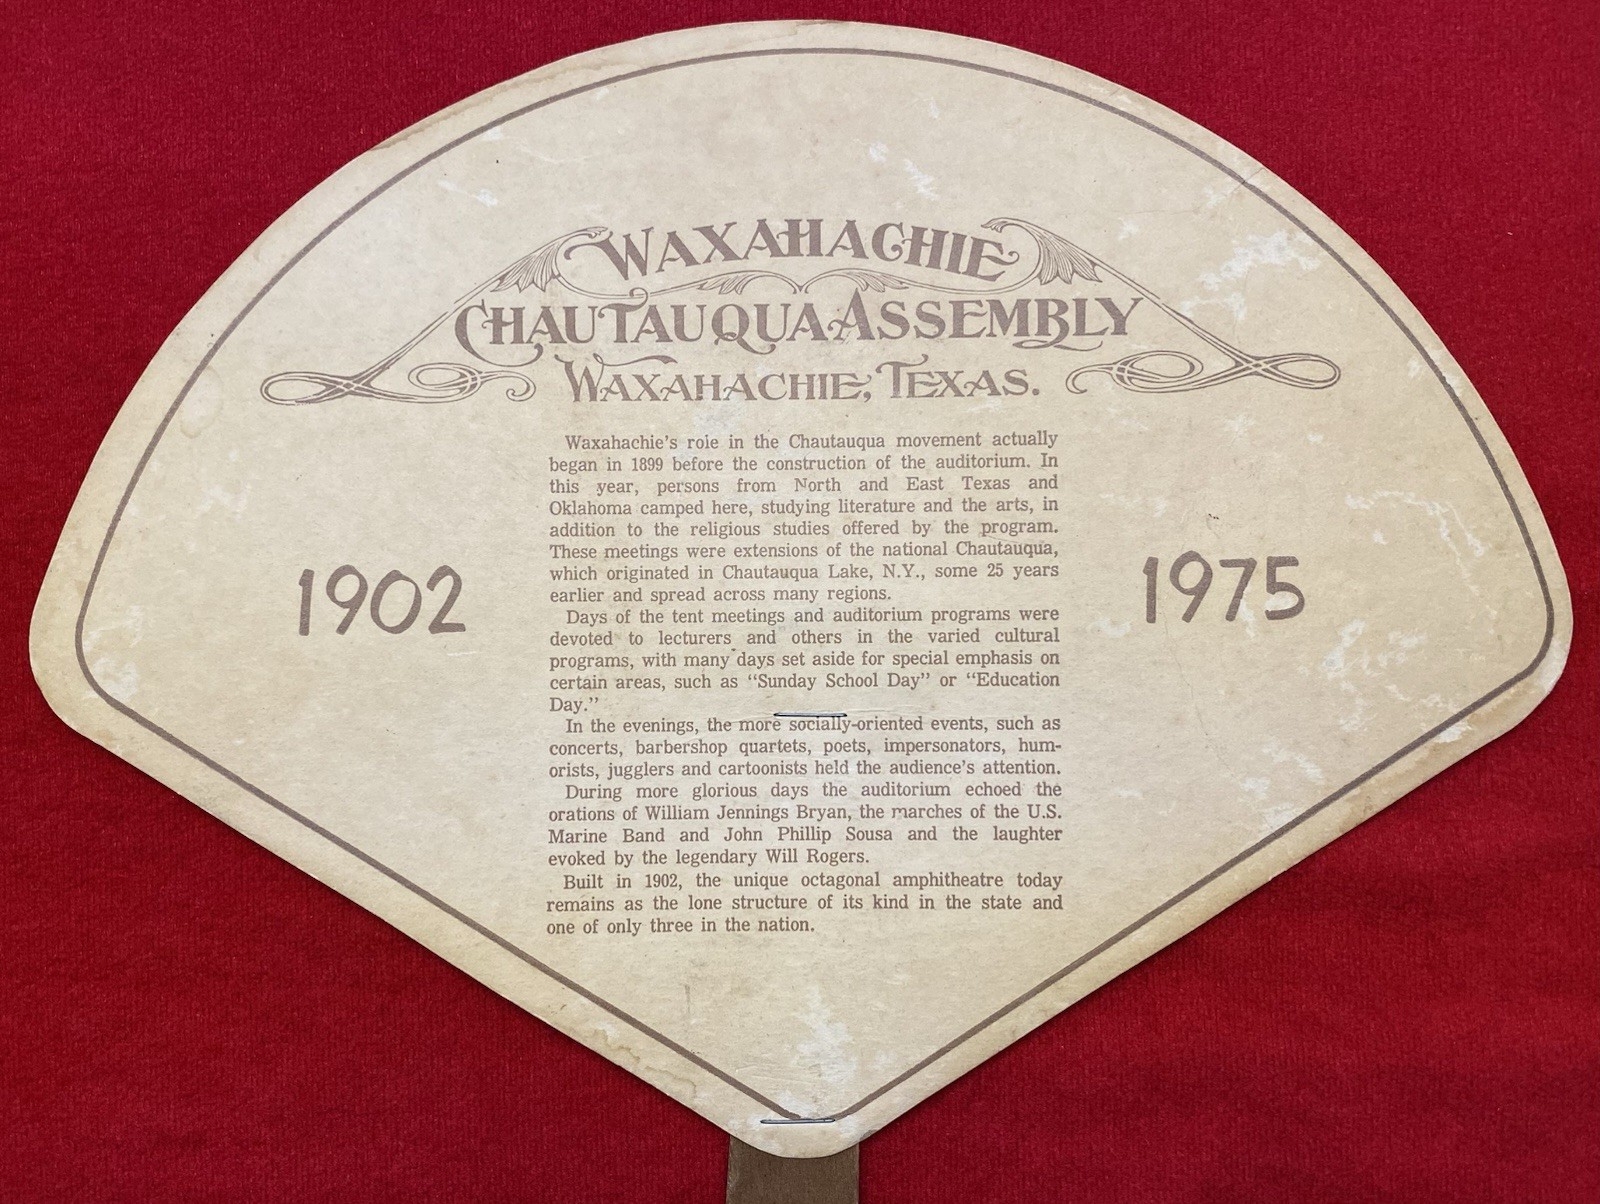 WAXAHACHIE
CHAUTAUQUA ASSEMBLY
WAXAHACHIE, TEXAS.
Waxahachie's role in the Chautauqua movement actually
began in 1899 before the construction of the auditorium. In
this year, persons from North and East Texas and
Oklahoma camped here, studying literature and the arts, in
addition to the religious studies offered by the program.
These meetings were extensions of the national Chautauqua,
which originated in Chautauqua Lake, N.Y., some 25 years
earlier and spread across many regions.
Days of the tent meetings and auditorium programs were
devoted to lecturers and others in the varied cultural
programs, with many days set aside for special emphasis on
certain areas, such as "Sunday School Day" or "Education
Day."
In the evenings, the more socially-oriented events, such as
concerts, barbershop quartets, poets, impersonators, hum-
orists, jugglers and cartoonists held the audience's attention.
During more glorious days the auditorium echoed the
orations of William Jennings Bryan, the marches of the U.S.
Marine Band and John Phillip Sousa and the laughter
evoked by the legendary Will Rogers.
Built in 1902, the unique octagonal amphitheatre today
remains as the lone structure of its kind in the state and
one of only three in the nation.
1902
1975